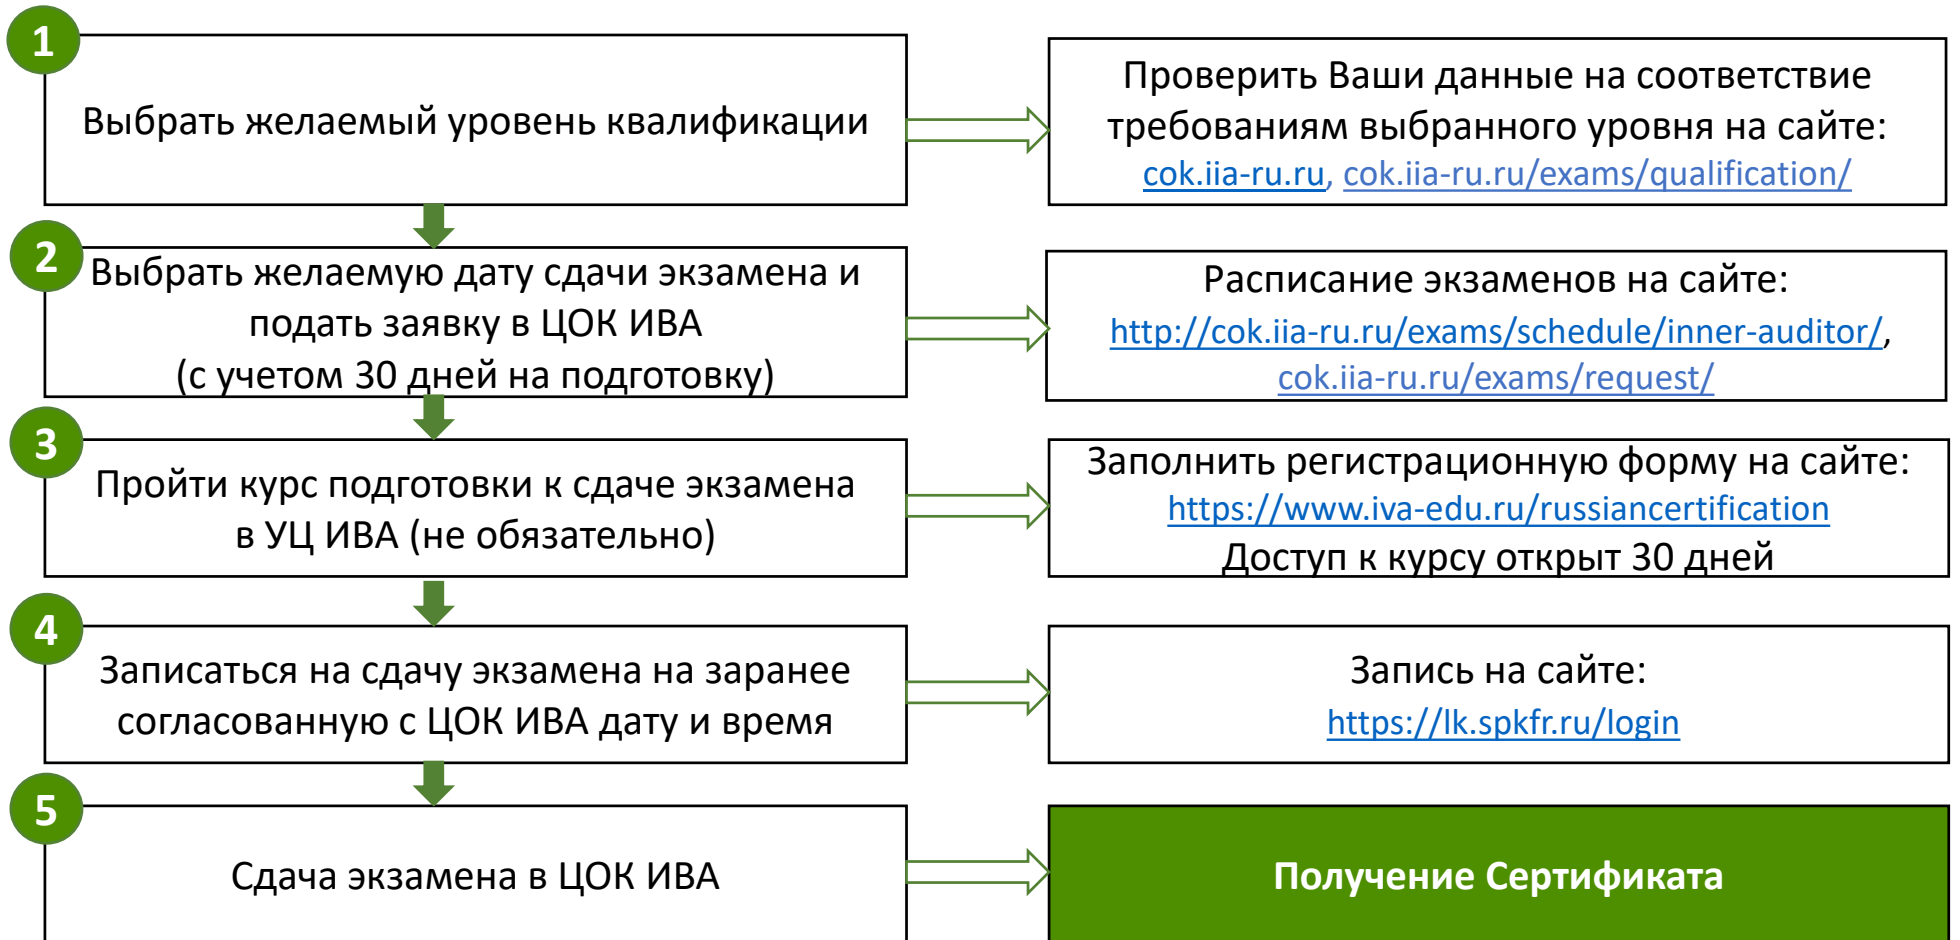 1
Выбрать желаемый уровень квалификации
Проверить Ваши данные на соответствие
требованиям выбранного уровня на сайте:
cok.iia-ru.ru, cok.iia-ru.ru/exams/qualification/
2
Выбрать желаемую дату сдачи экзамена и
подать заявку в ЦОК ИВА
(с учетом 30 дней на подготовку)
Расписание экзаменов на сайте:
http://cok.iia-ru.ru/exams/schedule/inner-auditor/,
cok.iia-ru.ru/exams/request/
3
Пройти курс подготовки к сдаче экзамена
в УЦ ИВА (не обязательно)
Заполнить регистрационную форму на сайте:
https://www.iva-edu.ru/russiancertification
Доступ к курсу открыт 30 дней
4
Записаться на сдачу экзамена на заранее
согласованную с ЦОК ИВА дату и время
Запись на сайте:
https://lk.spkfr.ru/login
5
Сдача экзамена в ЦОК ИВА
Получение Сертификата